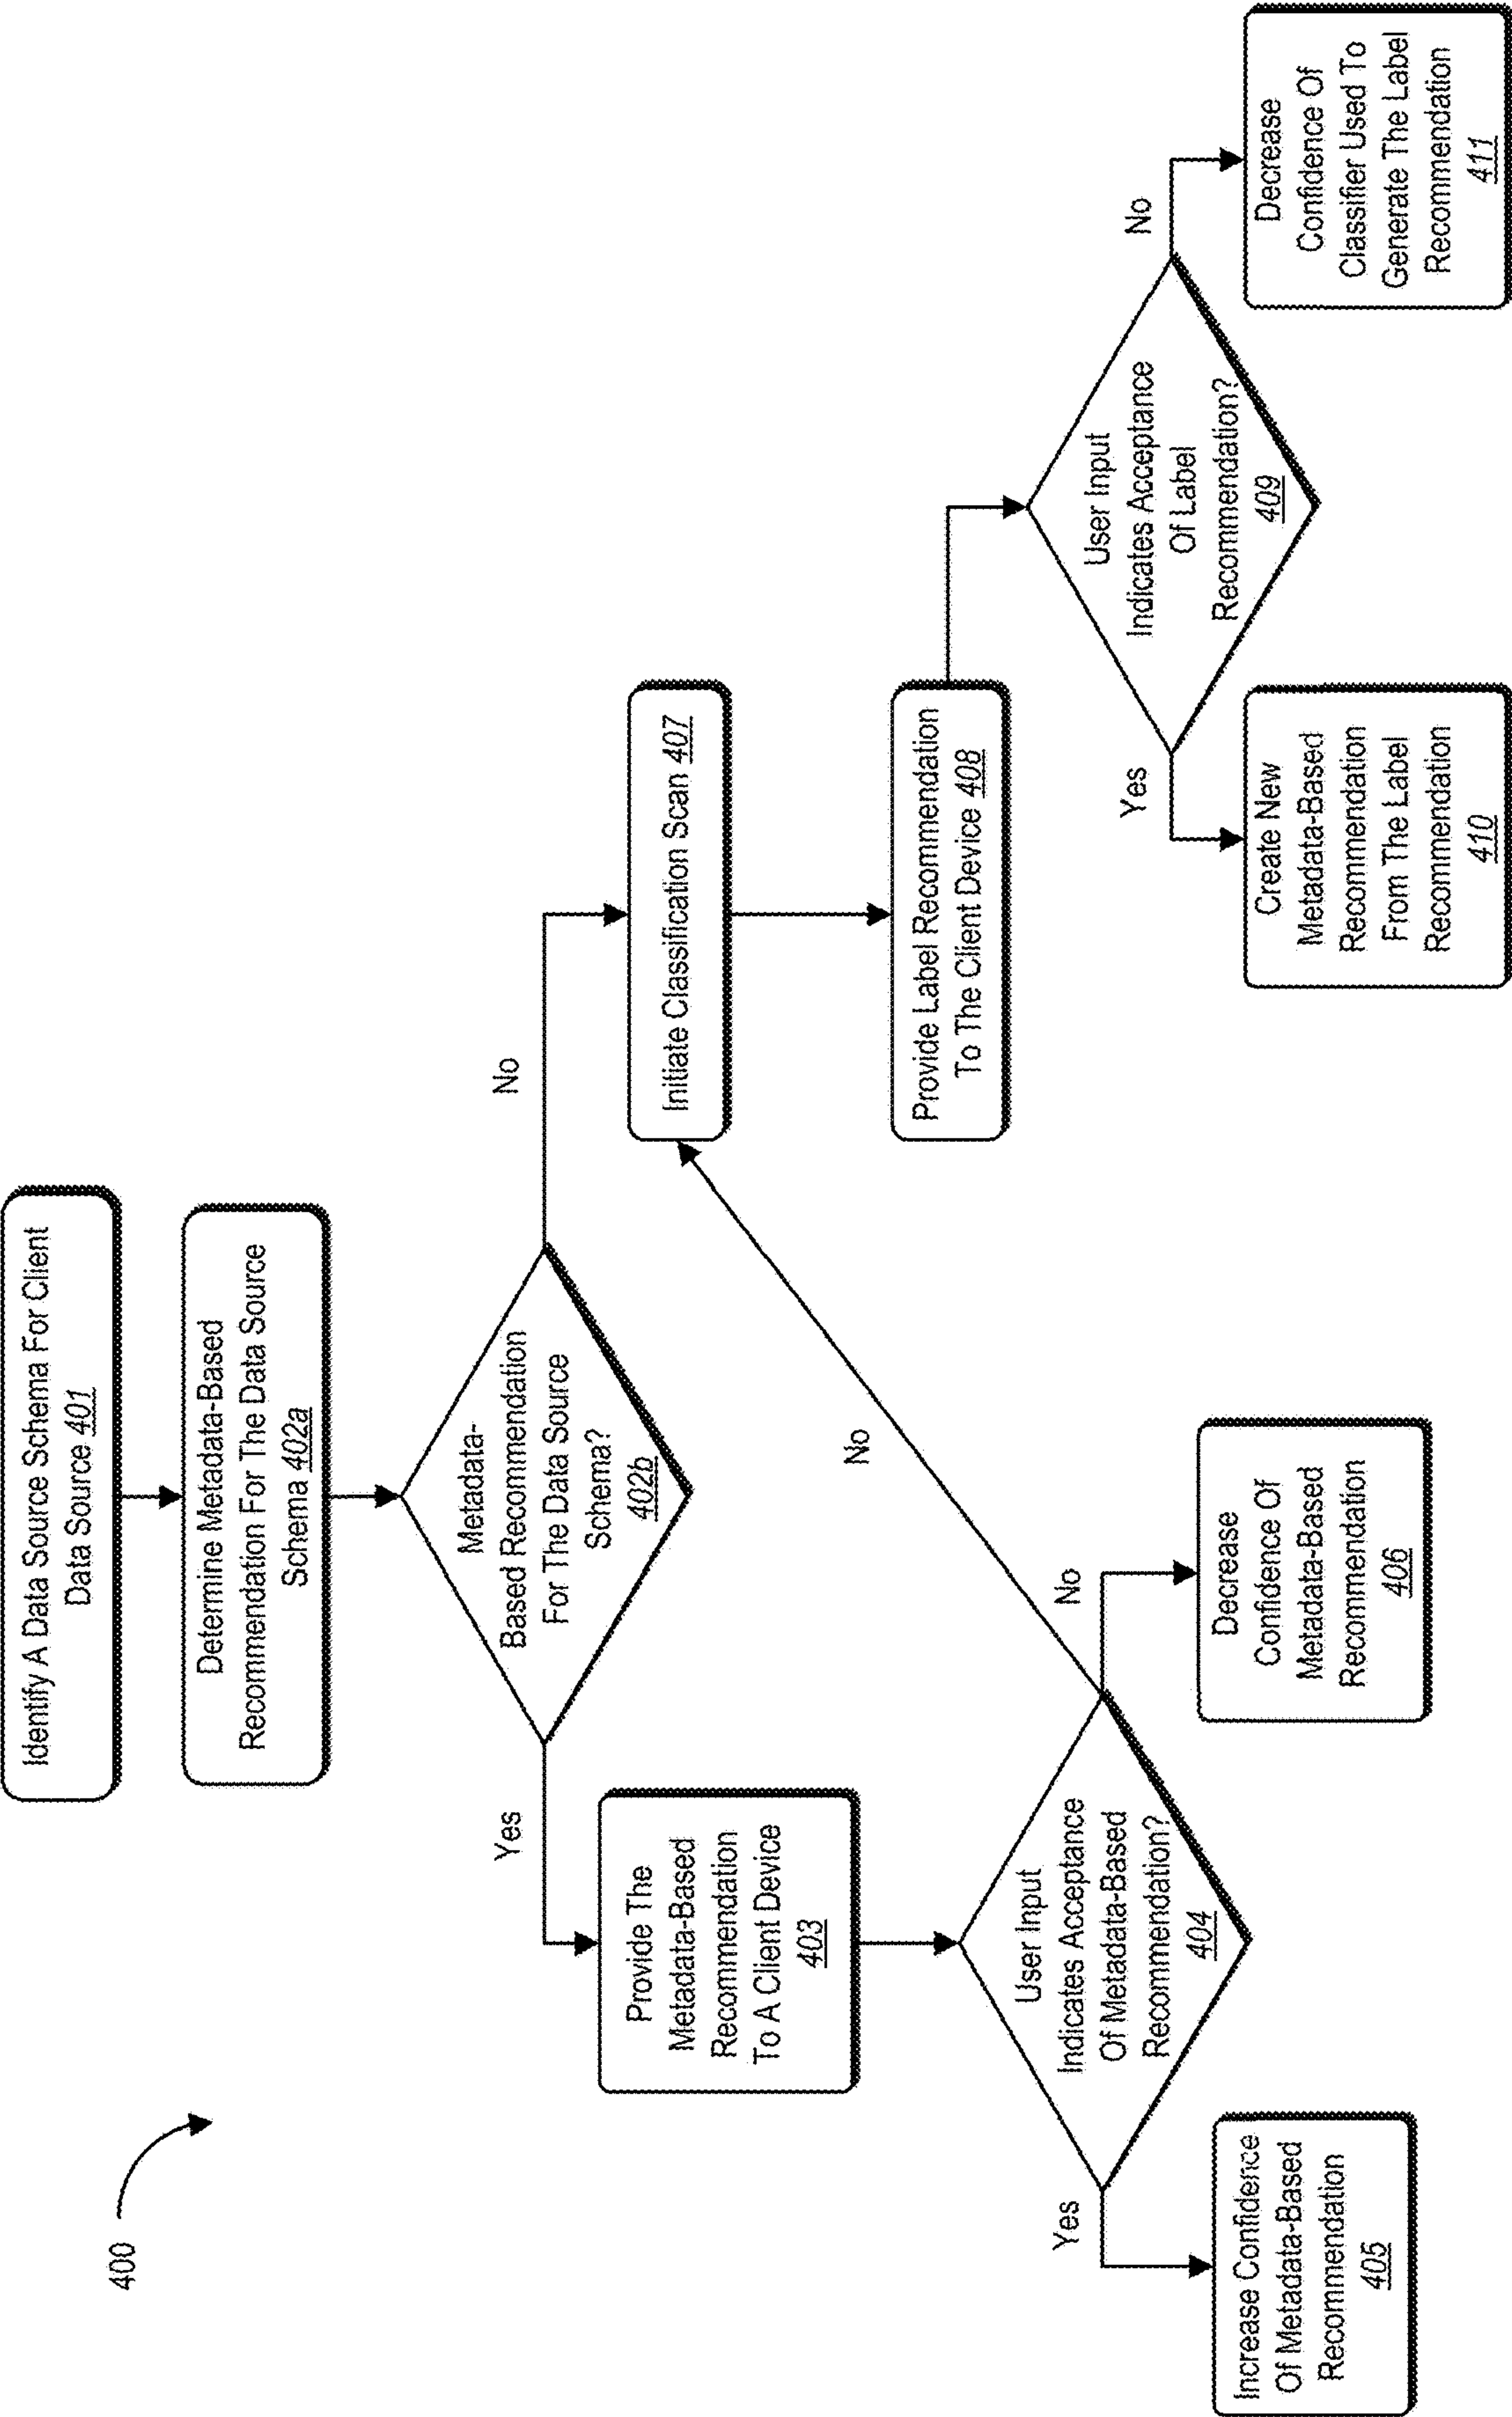 400
Identify A Data Source Schema For Client
Data Source 401
Determine Metadata-Based
Recommendation For The Data Source
Schema 402a
Metadata-
Based Recommendation
For The Data Source
Schema?
402b
Yes
No
Provide The
Metadata-Based
Recommendation
To A Client Device
403
Initiate Classification Scan 407
No
User Input
Indicates Acceptance
Of Metadata-Based
Recommendation?
404
Yes
No
Increase Confidence
Of Metadata-Based
Recommendation
405
Decrease
Confidence Of
Metadata-Based
Recommendation
406
Provide Label Recommendation
To The Client Device 408
User Input
Indicates Acceptance
Of Label
Recommendation?
409
Yes
No
Create New
Metadata-Based
Recommendation
From The Label
Recommendation
410
Decrease
Confidence Of
Classifier Used To
Generate The Label
Recommendation
411